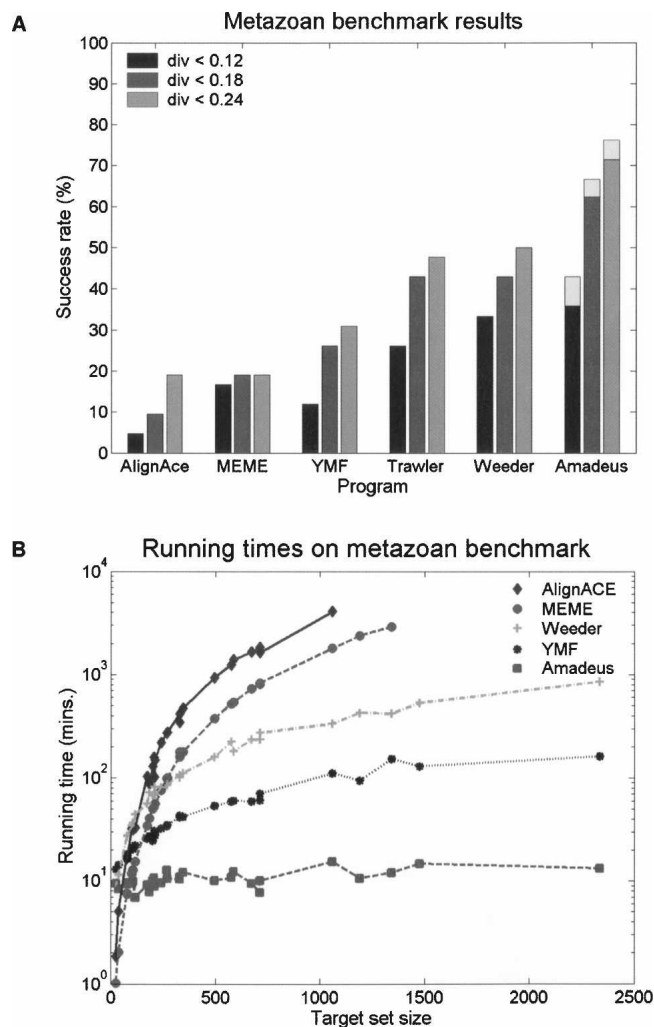 A
Metazoan benchmark results
div < 0.12
div < 0.18
div < 0.24
Success rate (%)
100
90
80
70
60
50
40
30
20
10
0
AlignAce MEME YMF Trawler Weeder Amadeus
Program
B
Running times on metazoan benchmark
AlignACE
MEME
Weeder
YMF
Amadeus
Running time (mins.)
10^4
10^3
10^2
10^1
10^0
0 500 1000 1500 2000 2500
Target set size